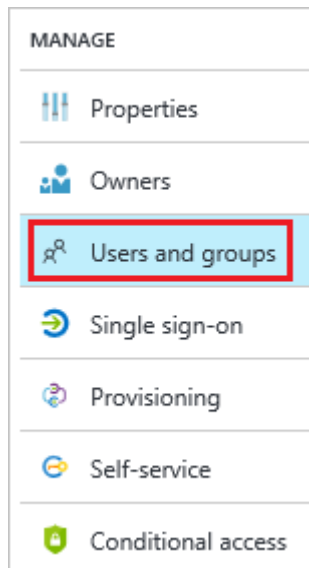 MANAGE
Properties
Owners
Users and groups
Single sign-on
Provisioning
Self-service
Conditional access